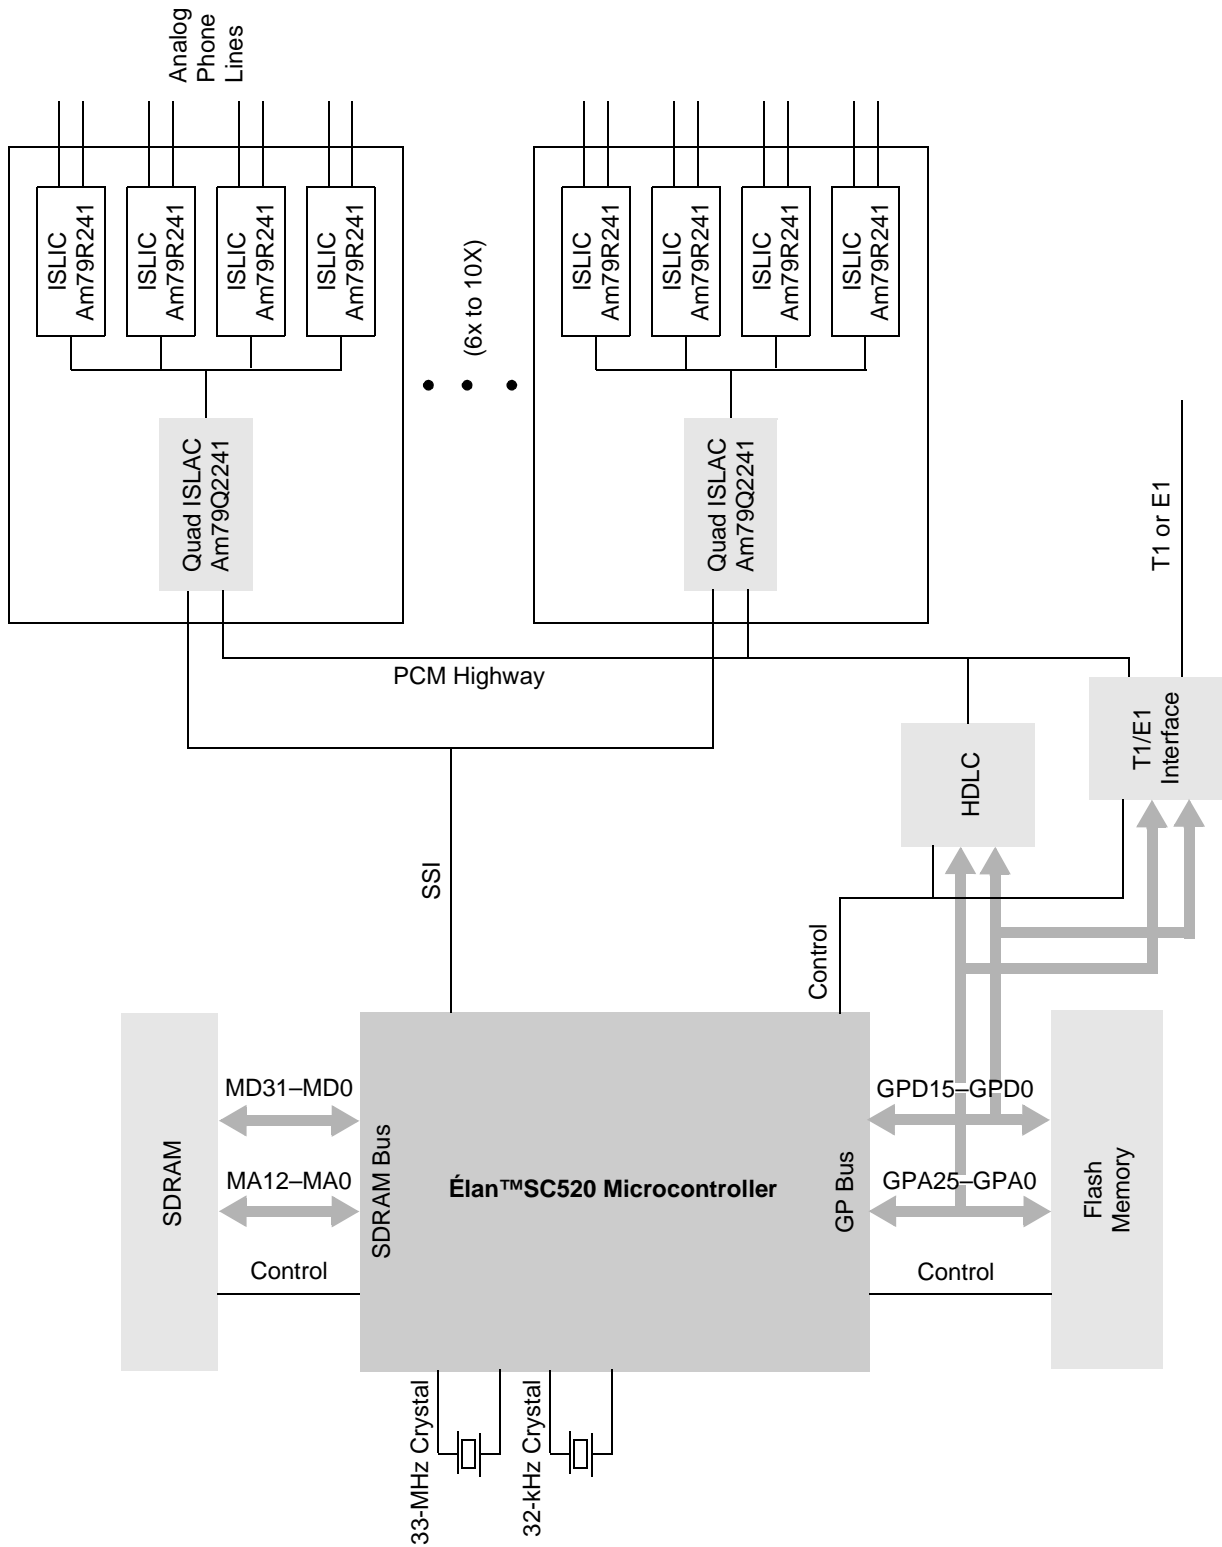 Analog
Phone
Lines
ISLIC
Am79R241
ISLIC
Am79R241
ISLIC
Am79R241
ISLIC
Am79R241
ISLIC
Am79R241
ISLIC
Am79R241
ISLIC
Am79R241
ISLIC
Am79R241
(6x to 10X)
Quad ISLAC
Am79Q2241
Quad ISLAC
Am79Q2241
T1 or E1
PCM Highway
HDLC
T1/E1
Interface
SSI
Control
SDRAM
MD31–MD0
MA12–MA0
Control
SDRAM Bus
Élan™SC520 Microcontroller
GP Bus
GPD15–GPD0
GPA25–GPA0
Control
Flash
Memory
33-MHz Crystal
32-kHz Crystal